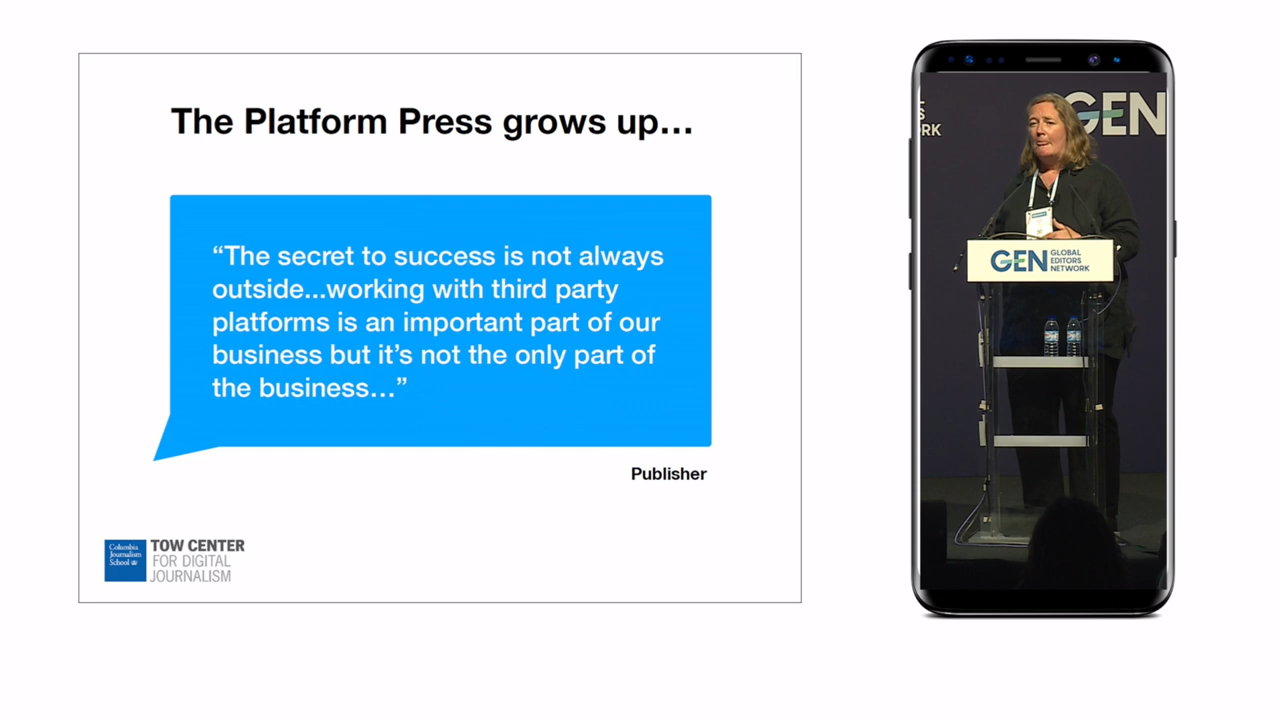 The Platform Press grows up...
“The secret to success is not always
outside...working with third party
platforms is an important part of our
business but it’s not the only part of
the business...”
Publisher
Columbia
Journalism
School
TOW CENTER
FOR DIGITAL
JOURNALISM
RK
GEN
GEN
GLOBAL
EDITORS
NETWORK